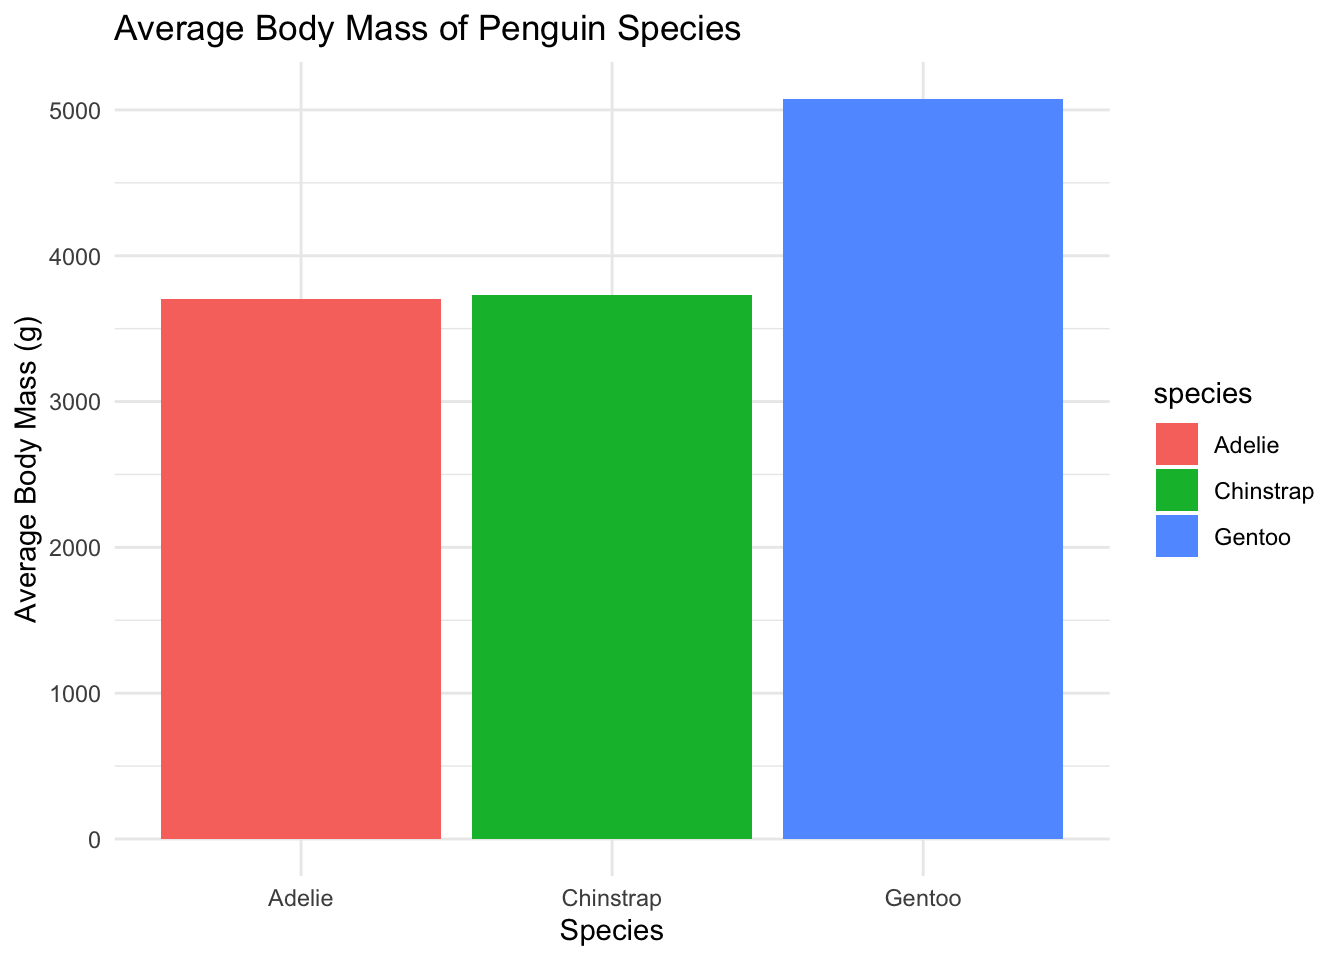 Average Body Mass of Penguin Species
Average Body Mass (g)
5000
4000
3000
2000
1000
0
Adelie
Chinstrap
Gentoo
Species
species
Adelie
Chinstrap
Gentoo